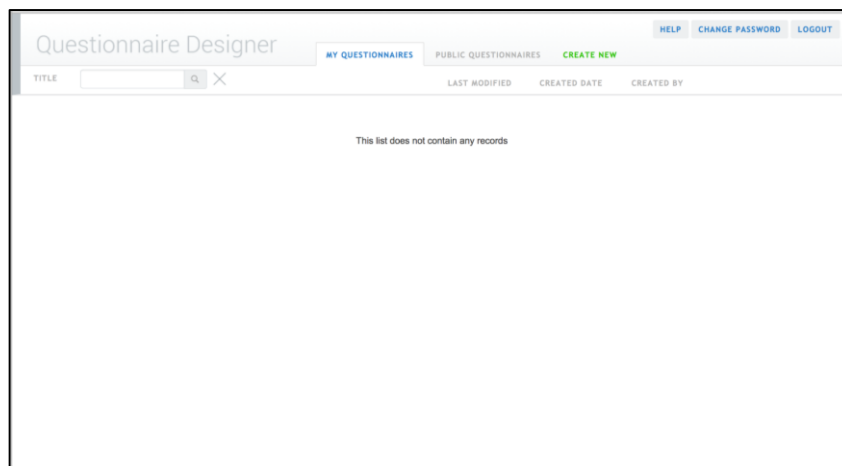 HELP CHANGE PASSWORD LOGOUT
Questionnaire Designer
MY QUESTIONNAIRES PUBLIC QUESTIONNAIRES CREATE NEW
TITLE LAST MODIFIED CREATED DATE CREATED BY
This list does not contain any records